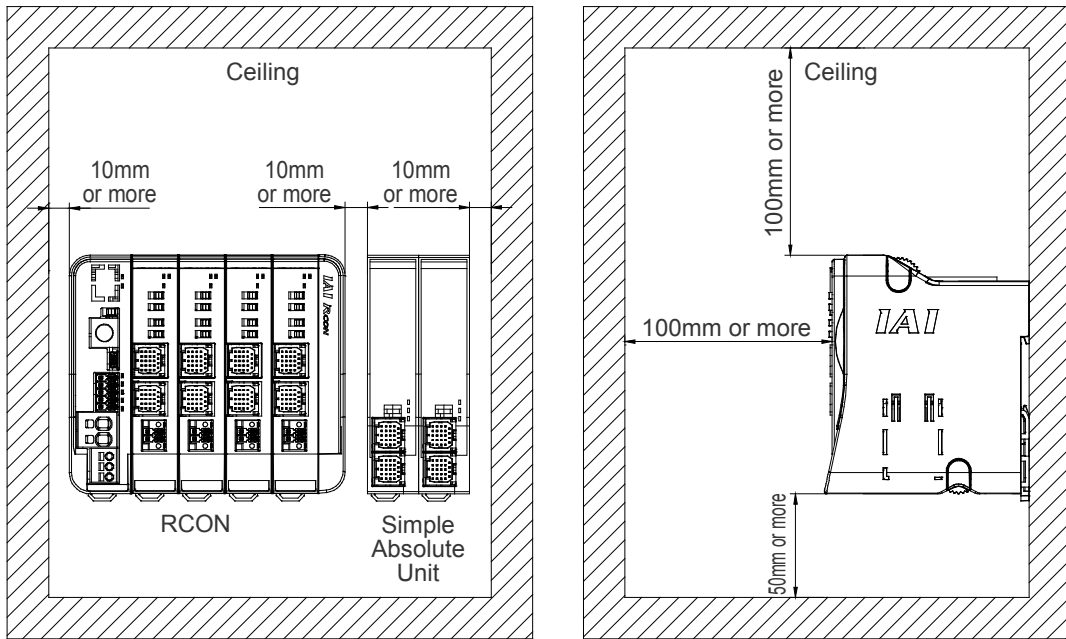 Ceiling
10mm
or more
10mm
or more
10mm
or more
IAI RCON
RCON
Simple
Absolute
Unit
Ceiling
100mm or more
100mm or more
IAI
50mm or more